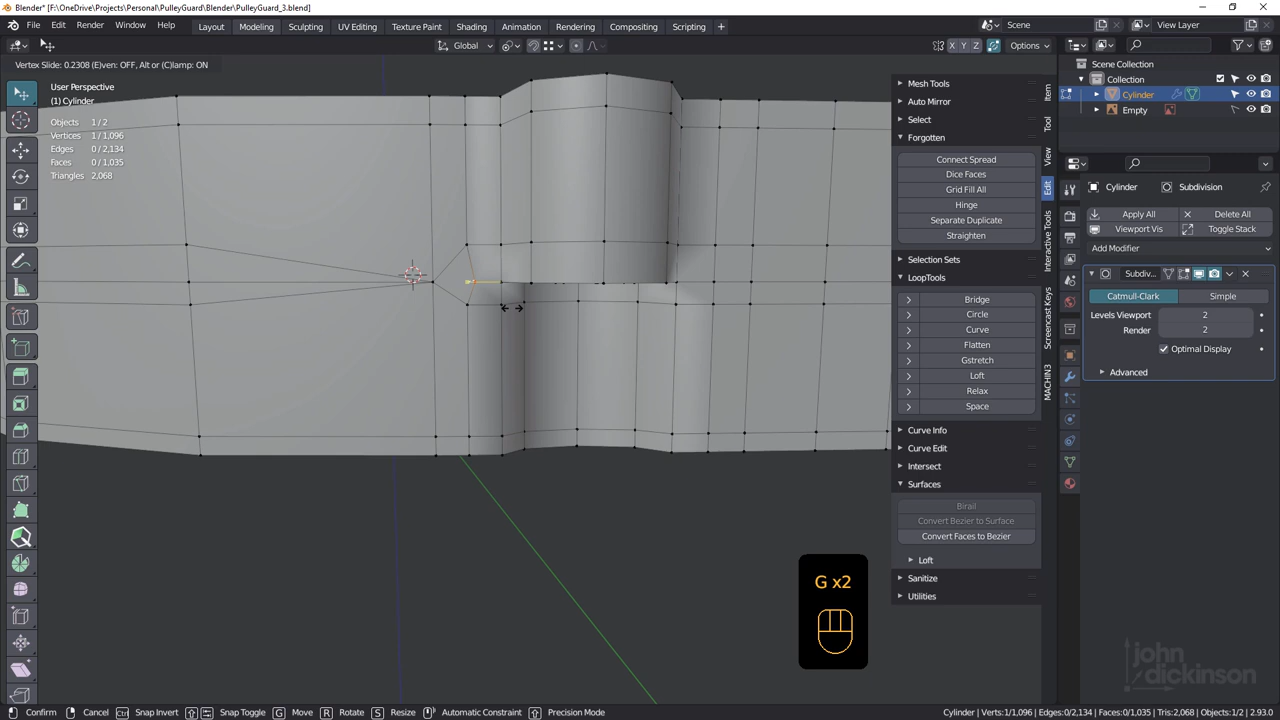 Blender* [F:\OneDrive\Projects\Personal\PulleyGuard\Blender\PulleyGuard_3.blend]
File Edit Render Window Help Layout Modeling Sculpting UV Editing Texture Paint Shading Animation Rendering Compositing Scripting + Scene View Layer
Global X Y Z Options
Vertex Slide: 0.2308 (E)ven: OFF, Alt or (C)lamp: ON
User Perspective
(1) Cylinder
Objects 1/2
Vertices 1/1,096
Edges 0/2,134
Faces 0/1,035
Triangles 2,068
Mesh Tools
Auto Mirror
Select
Forgotten
Connect Spread
Dice Faces
Grid Fill All
Hinge
Separate Duplicate
Straighten
Selection Sets
LoopTools
Bridge
Circle
Curve
Flatten
Gstretch
Loft
Relax
Space
Curve Info
Curve Edit
Intersect
Surfaces
Birail
Convert Bezier to Surface
Convert Faces to Bezier
Loft
Sanitize
Utilities
Item
Tool
View
Edit
Interactive Tools
Screencast Keys
MACHIN3
Scene Collection
Collection
Cylinder
Empty
Cylinder Subdivision
Apply All Delete All
Viewport Vis Toggle Stack
Add Modifier
Subdiv...
Catmull-Clark Simple
Levels Viewport 2
Render 2
Optimal Display
Advanced
G x2
john
dickinson
Confirm Cancel Ctrl Snap Invert Snap Toggle G Move R Rotate S Resize Automatic Constraint Precision Mode Cylinder | Verts:1/1,096 | Edges:0/2,134 | Faces:0/1,035 | Tris:2,068 | Objects:1/2 | 2.93.0